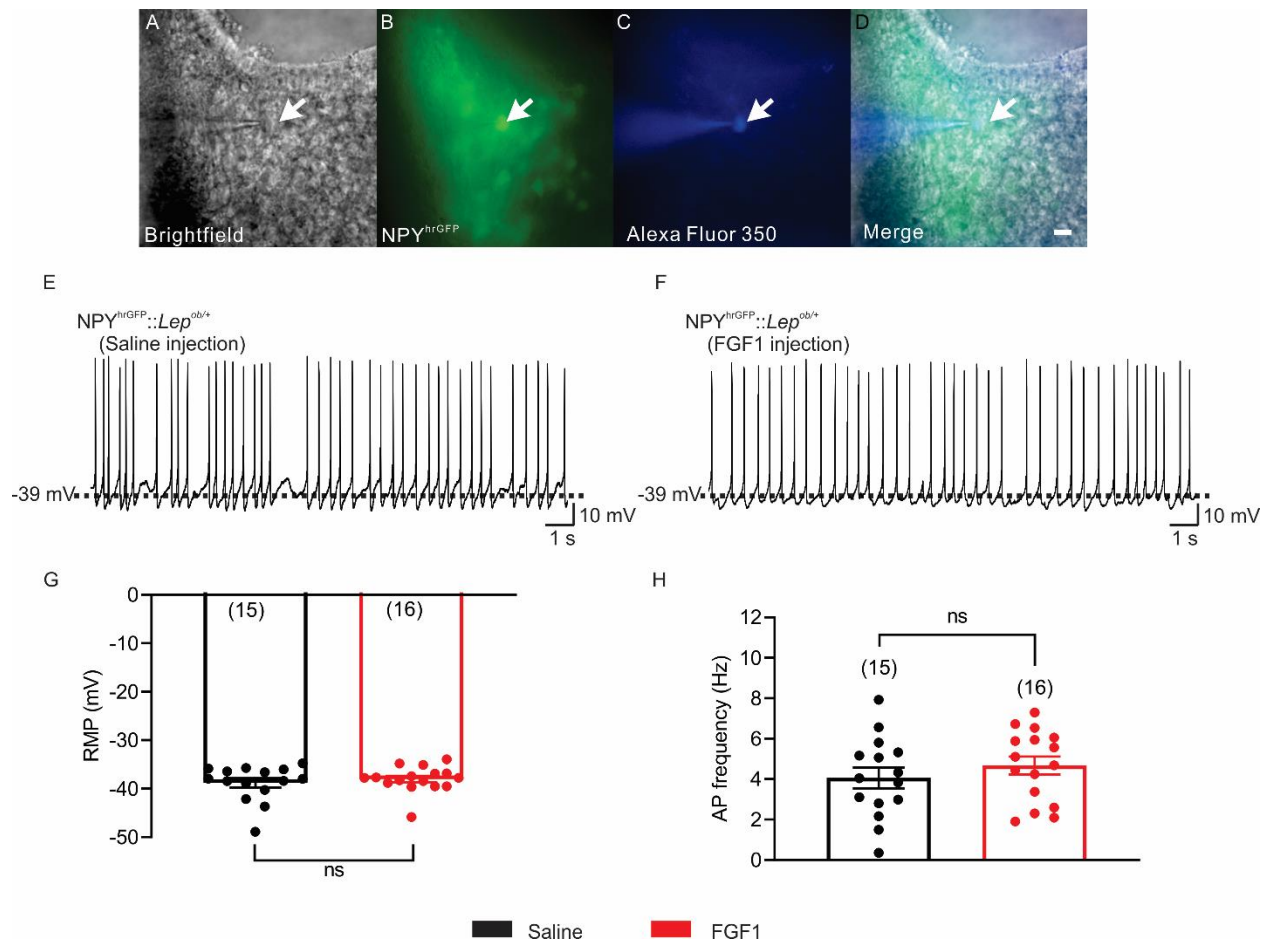 A
B
C
D
Brightfield
NPYhrGFP
Alexa Fluor 350
Merge
E
F
NPYhrGFP::Lepob/+
(Saline injection)
NPYhrGFP::Lepob/+
(FGF1 injection)
-39 mV
10 mV
1 s
-39 mV
10 mV
1 s
G
H
0
-10
-20
-30
-40
-50
RMP (mV)
(15)
(16)
ns
12
10
8
6
4
2
0
AP frequency (Hz)
ns
(15)
(16)
Saline
FGF1